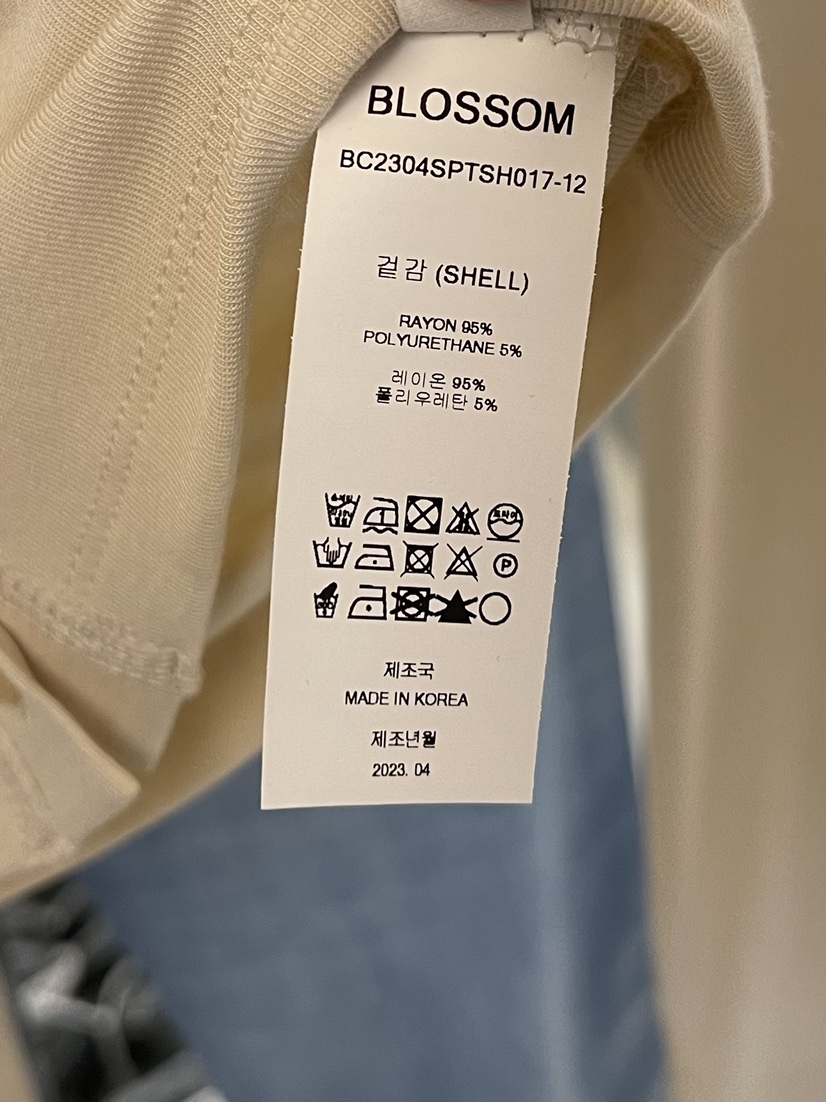 BLOSSOM
BC2304SPTSH017-12
겉감 (SHELL)
RAYON 95%
POLYURETHANE 5%
레이온 95%
폴리우레탄 5%
P
제조국
MADE IN KOREA
제조년월
2023. 04